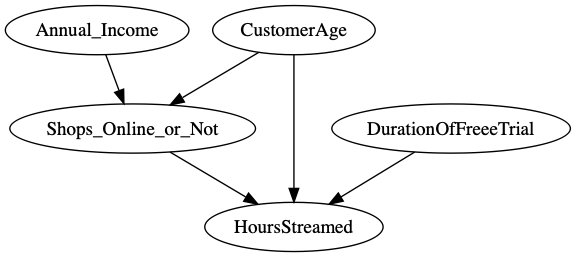 Annual_Income
CustomerAge
Shops_Online_or_Not
DurationOfFreeeTrial
HoursStreamed